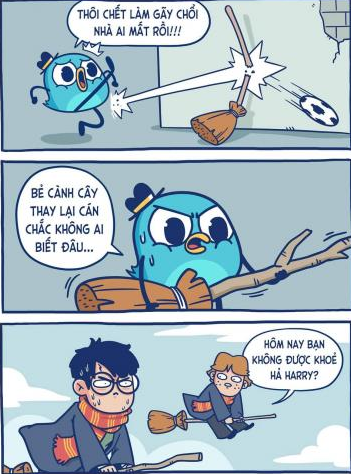 THÔI CHẾT LÀM GÃY CHỔI
NHÀ AI MẤT RỒI!!!
BẺ CÀNH CÂY
THAY LẠI CÁN
CHẮC KHÔNG AI
BIẾT ĐÂU...
HÔM NAY BẠN
KHÔNG ĐƯỢC KHOẺ
HẢ HARRY?